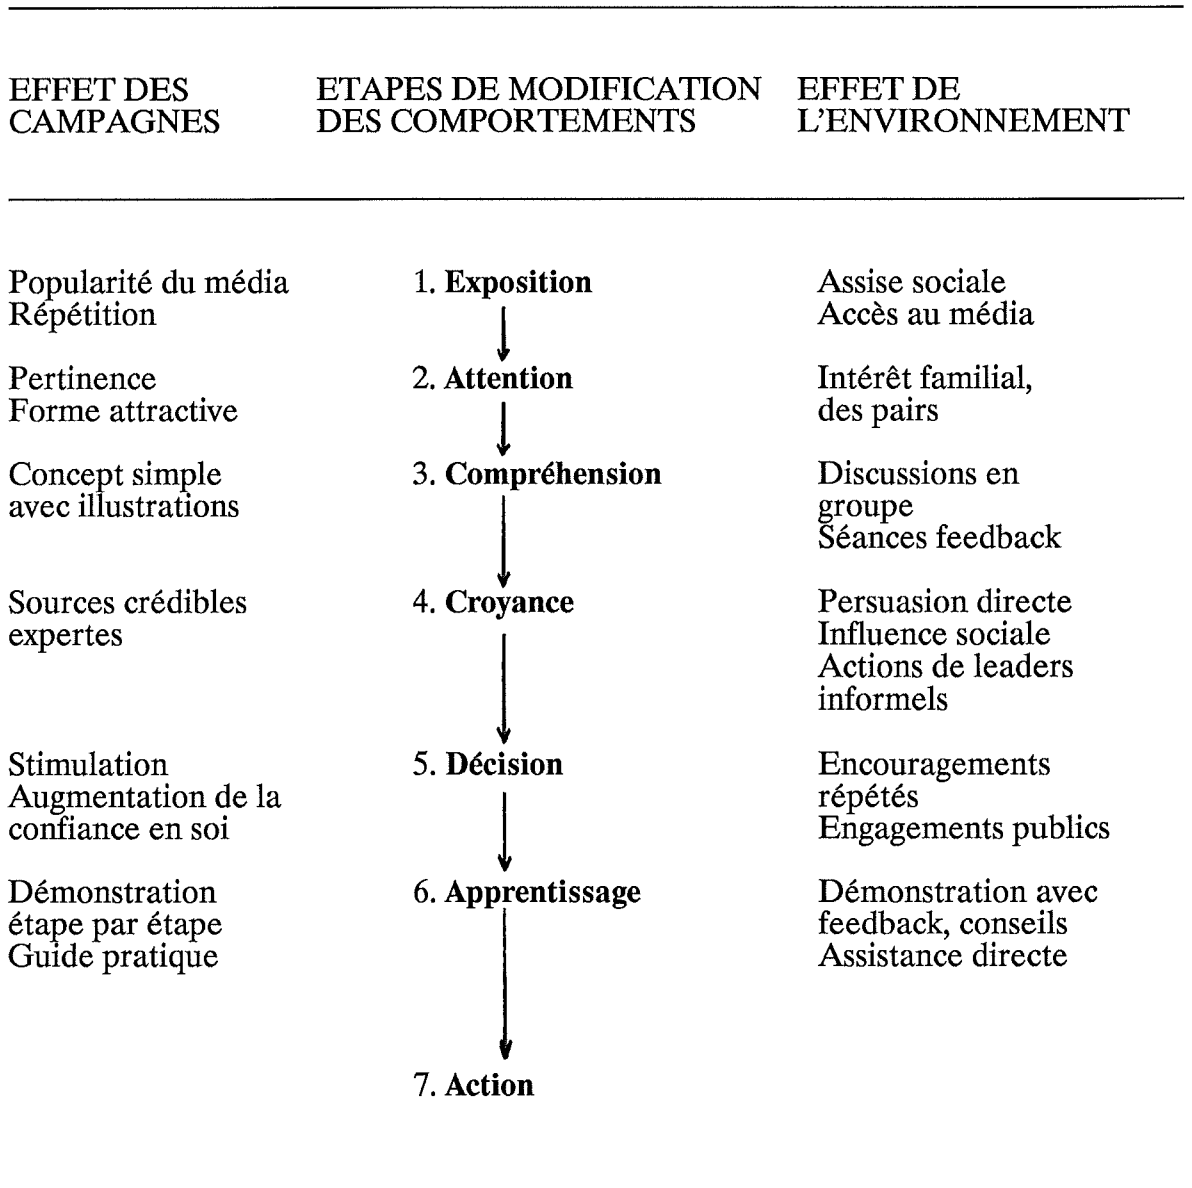 EFFET DES
CAMPAGNES
ETAPES DE MODIFICATION
DES COMPORTEMENTS
EFFET DE
L'ENVIRONNEMENT
Popularité du média
Répétition
1. Exposition
Assise sociale
Accès au média
Pertinence
Forme attractive
2. Attention
Intérêt familial,
des pairs
Concept simple
avec illustrations
3. Compréhension
Discussions en
groupe
Séances feedback
Sources crédibles
expertes
4. Croyance
Persuasion directe
Influence sociale
Actions de leaders
informels
Stimulation
Augmentation de la
confiance en soi
5. Décision
Encouragements
répétés
Engagements publics
Démonstration
étape par étape
Guide pratique
6. Apprentissage
Démonstration avec
feedback, conseils
Assistance directe
7. Action